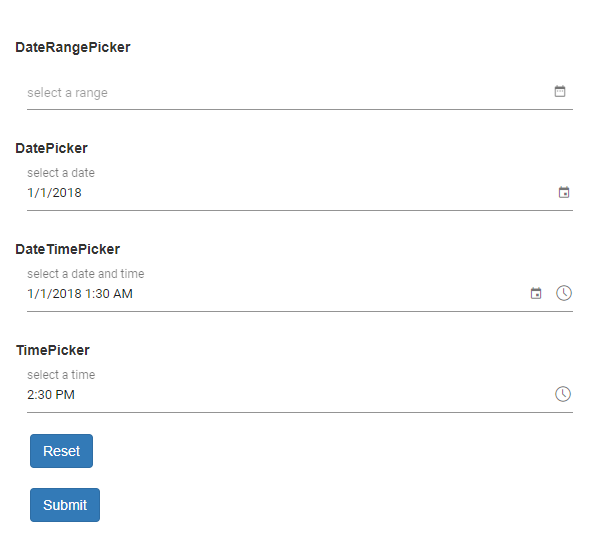 DateRangePicker
select a range
DatePicker
select a date
1/1/2018
DateTimePicker
select a date and time
1/1/2018 1:30 AM
TimePicker
select a time
2:30 PM
Reset
Submit